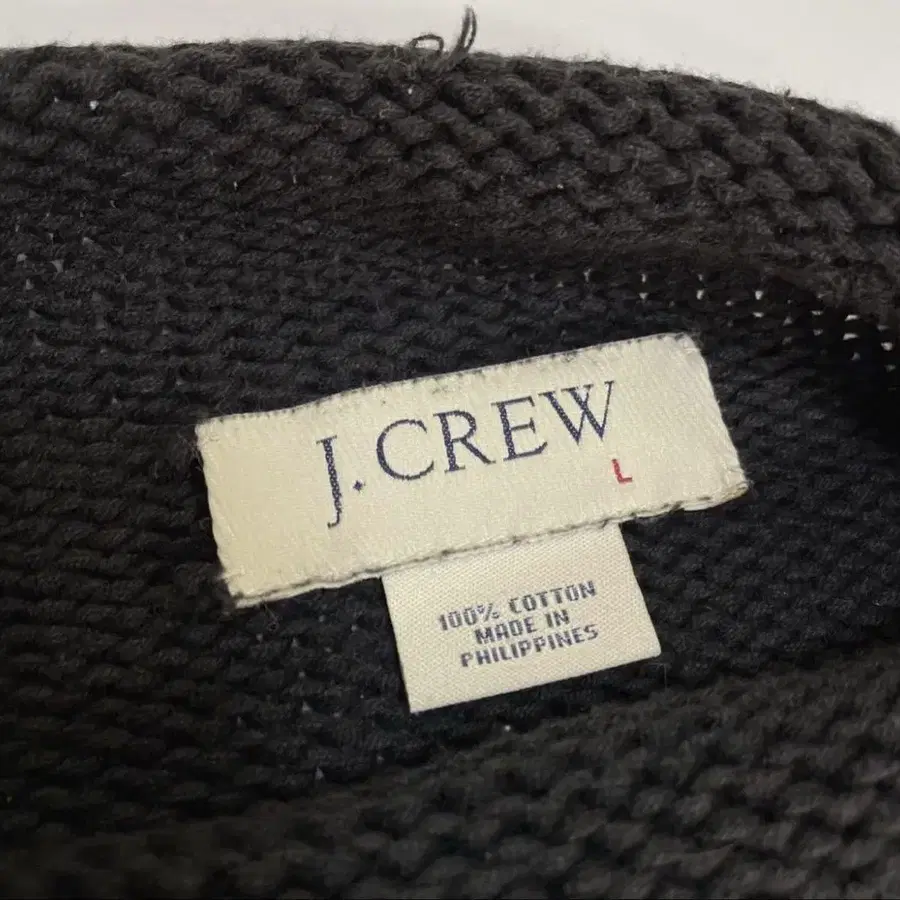 J.CREW
L
100% COTTON
MADE IN
PHILIPPINES